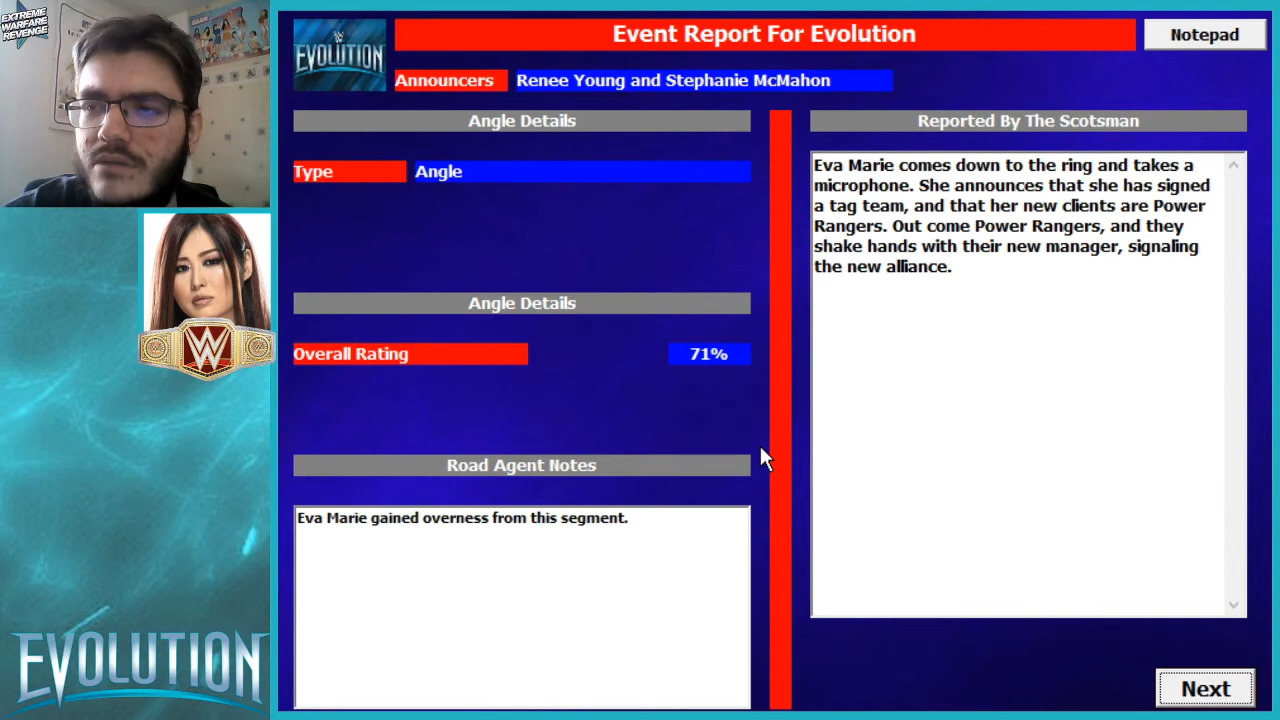 EXTREME
WARFARE
REVENGE
EVOLUTION
Event Report For Evolution
Notepad
Announcers
Renee Young and Stephanie McMahon
Angle Details
Type
Angle
Angle Details
Overall Rating
71%
Road Agent Notes
Eva Marie gained overness from this segment.
Reported By The Scotsman
Eva Marie comes down to the ring and takes a
microphone. She announces that she has signed
a tag team, and that her new clients are Power
Rangers. Out come Power Rangers, and they
shake hands with their new manager, signaling
the new alliance.
W
EVOLUTION
Next